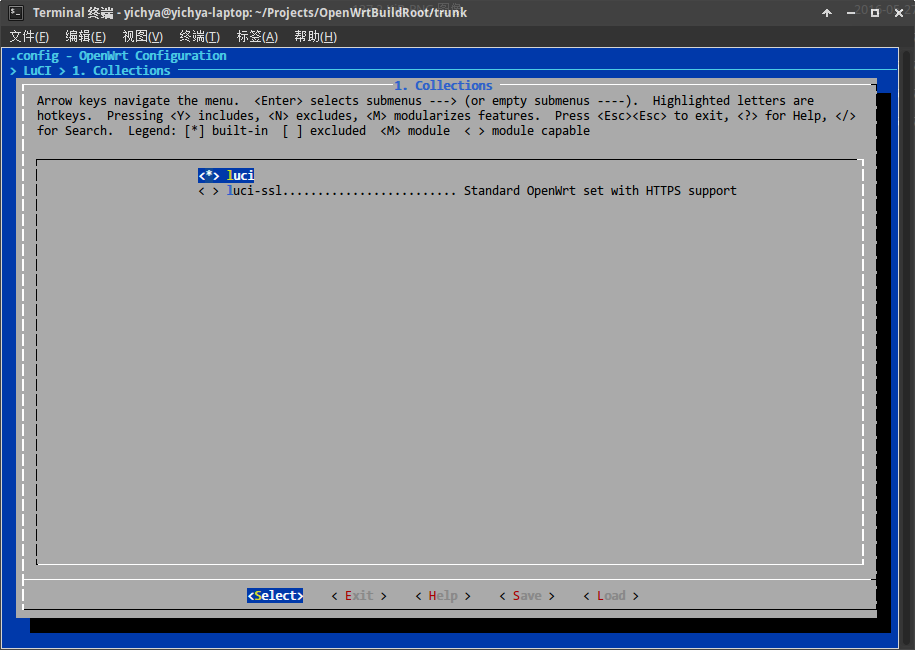 Terminal 终端 - yichya@yichya-laptop: ~/Projects/OpenWrtBuildRoot/trunk
文件(F) 编辑(E) 视图(V) 终端(T) 标签(A) 帮助(H)
.config - OpenWrt Configuration
> LuCI > 1. Collections
1. Collections
Arrow keys navigate the menu. <Enter> selects submenus ---> (or empty submenus ----). Highlighted letters are
hotkeys. Pressing <Y> includes, <N> excludes, <M> modularizes features. Press <Esc><Esc> to exit, <?> for Help, </>
for Search. Legend: [*] built-in [ ] excluded <M> module < > module capable
<*> luci
< > luci-ssl......................... Standard OpenWrt set with HTTPS support
<Select> < Exit > < Help > < Save > < Load >